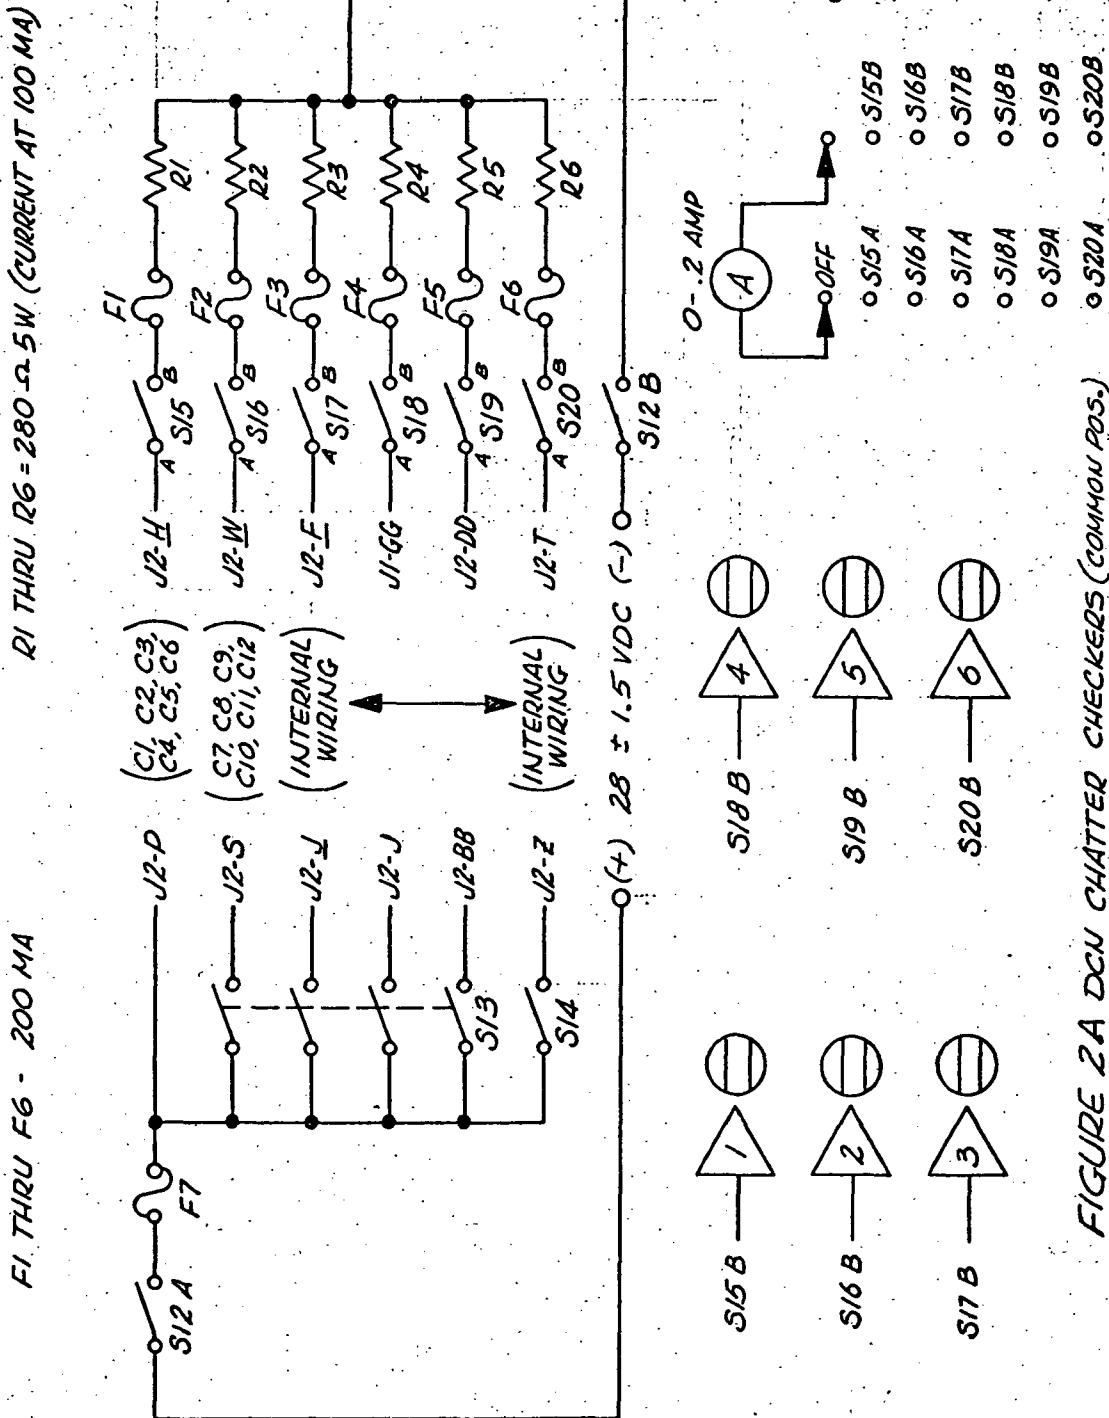 F1 THRU F6 - 200 MA
R1 THRU R6 = 280 Ω 5W (CURRENT AT 100 MA)
S12 A
F7
J2-P
(C1, C2, C3,
C4, C5, C6)
J2-H
A
S15
B
F1
R1
J2-S
(C7, C8, C9,
C10, C11, C12)
J2-W
A
S16
B
F2
R2
J2-J
(INTERNAL
WIRING)
J2-F
A
S17
B
F3
R3
J2-J
J1-GG
A
S18
B
F4
R4
S13
J2-BB
J2-DD
A
S19
B
F5
R5
S14
J2-Z
(INTERNAL
WIRING)
J2-T
A
S20
B
F6
R6
(+) 28 ± 1.5 VDC (-)
S12 B
S15 B
1
S18 B
4
S16 B
2
S19 B
5
S17 B
3
S20 B
6
0-.2 AMP
A
OFF
S15A
S15B
S16A
S16B
S17A
S17B
S18A
S18B
S19A
S19B
S20A
S20B
FIGURE 2A DCN CHATTER CHECKERS (COMMON POS.)